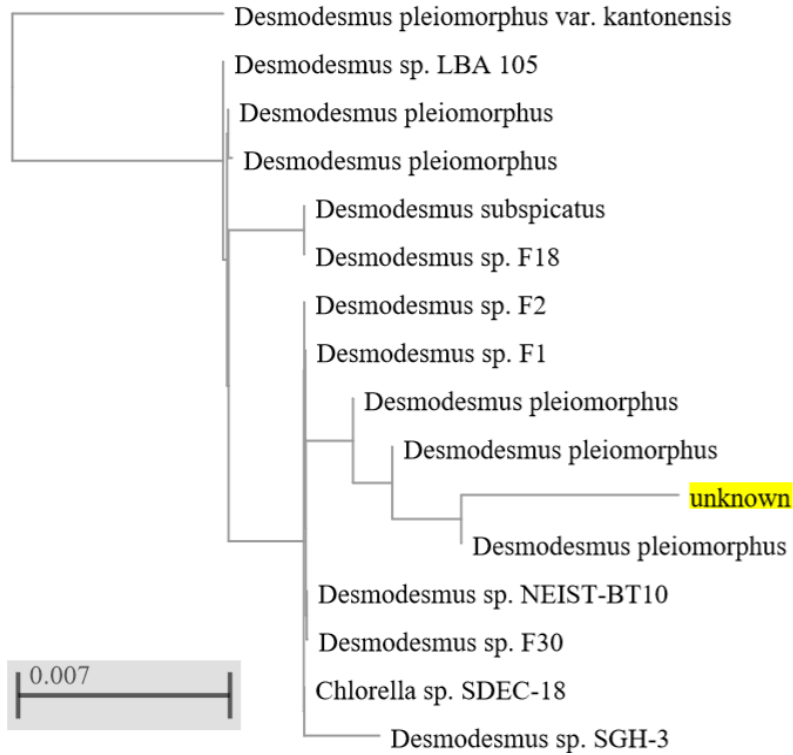 Desmodesmus pleiomorphus var. kantonensis
Desmodesmus sp. LBA 105
Desmodesmus pleiomorphus
Desmodesmus pleiomorphus
Desmodesmus subspicatus
Desmodesmus sp. F18
Desmodesmus sp. F2
Desmodesmus sp. F1
Desmodesmus pleiomorphus
Desmodesmus pleiomorphus
unknown
Desmodesmus pleiomorphus
Desmodesmus sp. NEIST-BT10
Desmodesmus sp. F30
Chlorella sp. SDEC-18
Desmodesmus sp. SGH-3
0.007